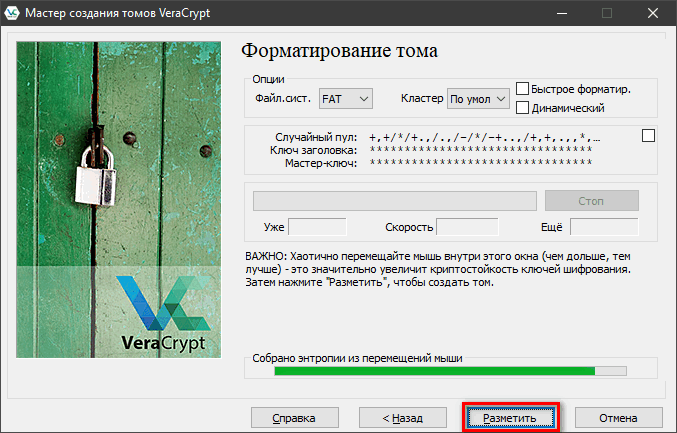 Мастер создания томов VeraCrypt
Форматирование тома
Опции
Файл.сист. FAT Кластер По умол Быстрое форматир.
Динамический
Случайный пул: +,+/*/+.,/.,/-/*/-+..,/+,+,.,,*,...
Ключ заголовка: ********************************
Мастер-ключ: ********************************
Стоп
Уже Скорость Ещё
ВАЖНО: Хаотично перемещайте мышь внутри этого окна (чем дольше, тем
лучше) - это значительно увеличит криптостойкость ключей шифрования.
Затем нажмите "Разметить", чтобы создать том.
VeraCrypt
Собрано энтропии из перемещений мыши
Справка < Назад Разметить Отмена